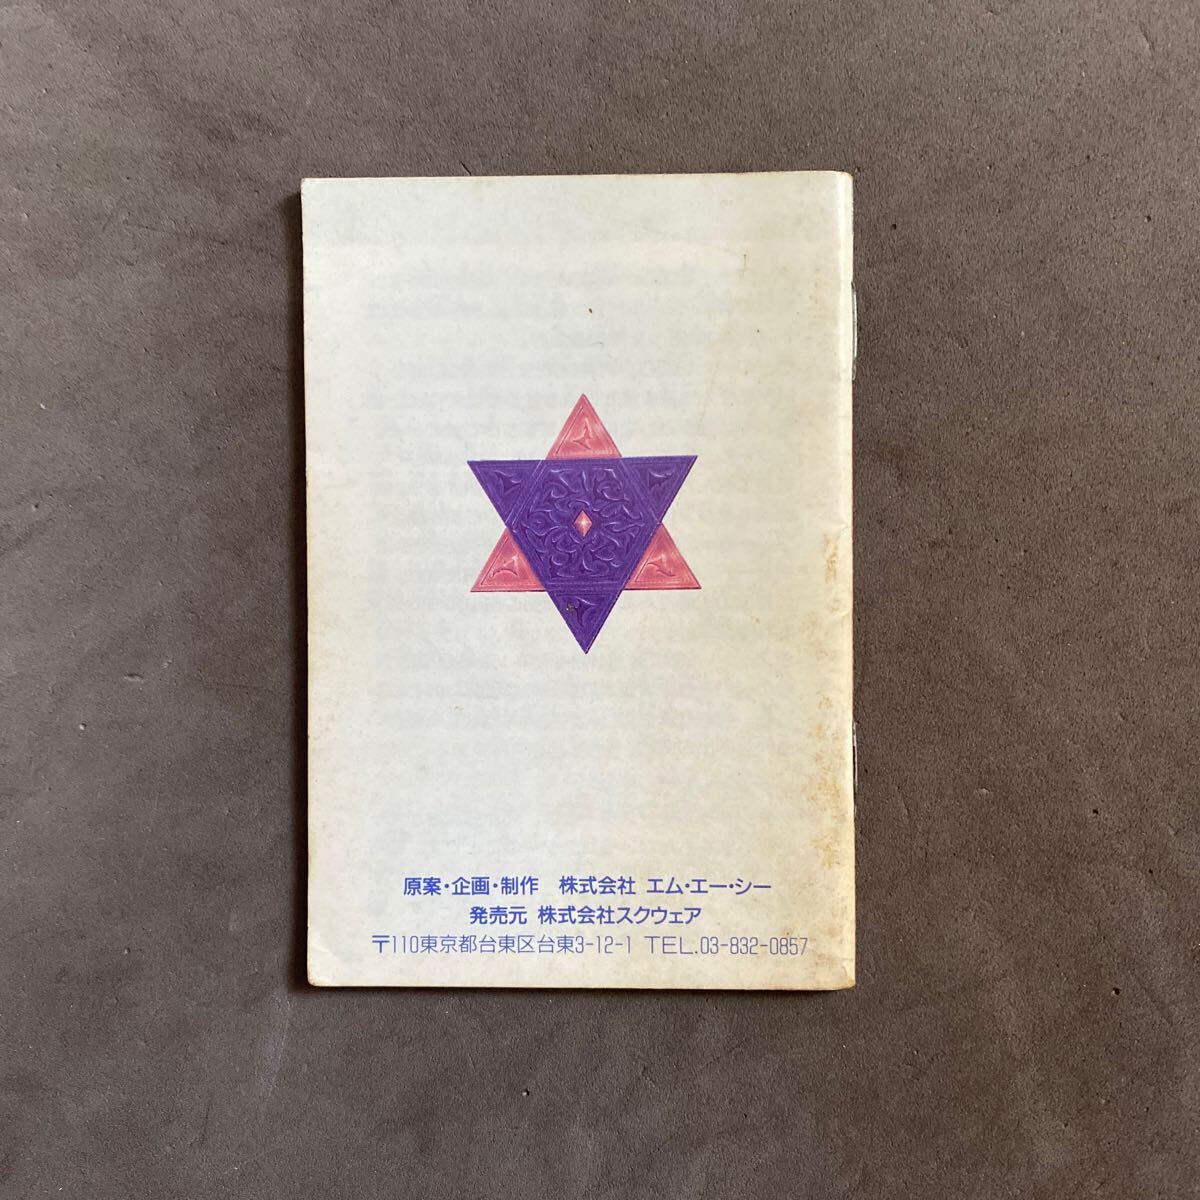 原案・企画・制作　株式会社 エム・エー・シー
発売元 株式会社スクウェア
〒110東京都台東区台東3-12-1 TEL.03-832-0857